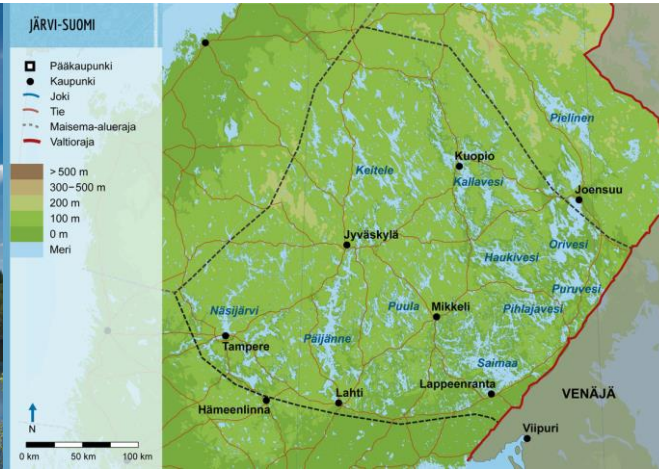 JÄRVI-SUOMI
Pääkaupunki
Kaupunki
Joki
Tie
Maisema-alueraja
Valtioraja
> 500 m
300–500 m
200 m
100 m
0 m
Meri
N
0 km 50 km 100 km
Pielinen
Kuopio
Keitele
Kallavesi
Joensuu
Jyväskylä
Orivesi
Haukivesi
Puruvesi
Näsijärvi
Puula
Mikkeli
Pihlajavesi
Päijänne
Tampere
Saimaa
Lappeenranta
Lahti
Hämeenlinna
VENÄJÄ
Viipuri